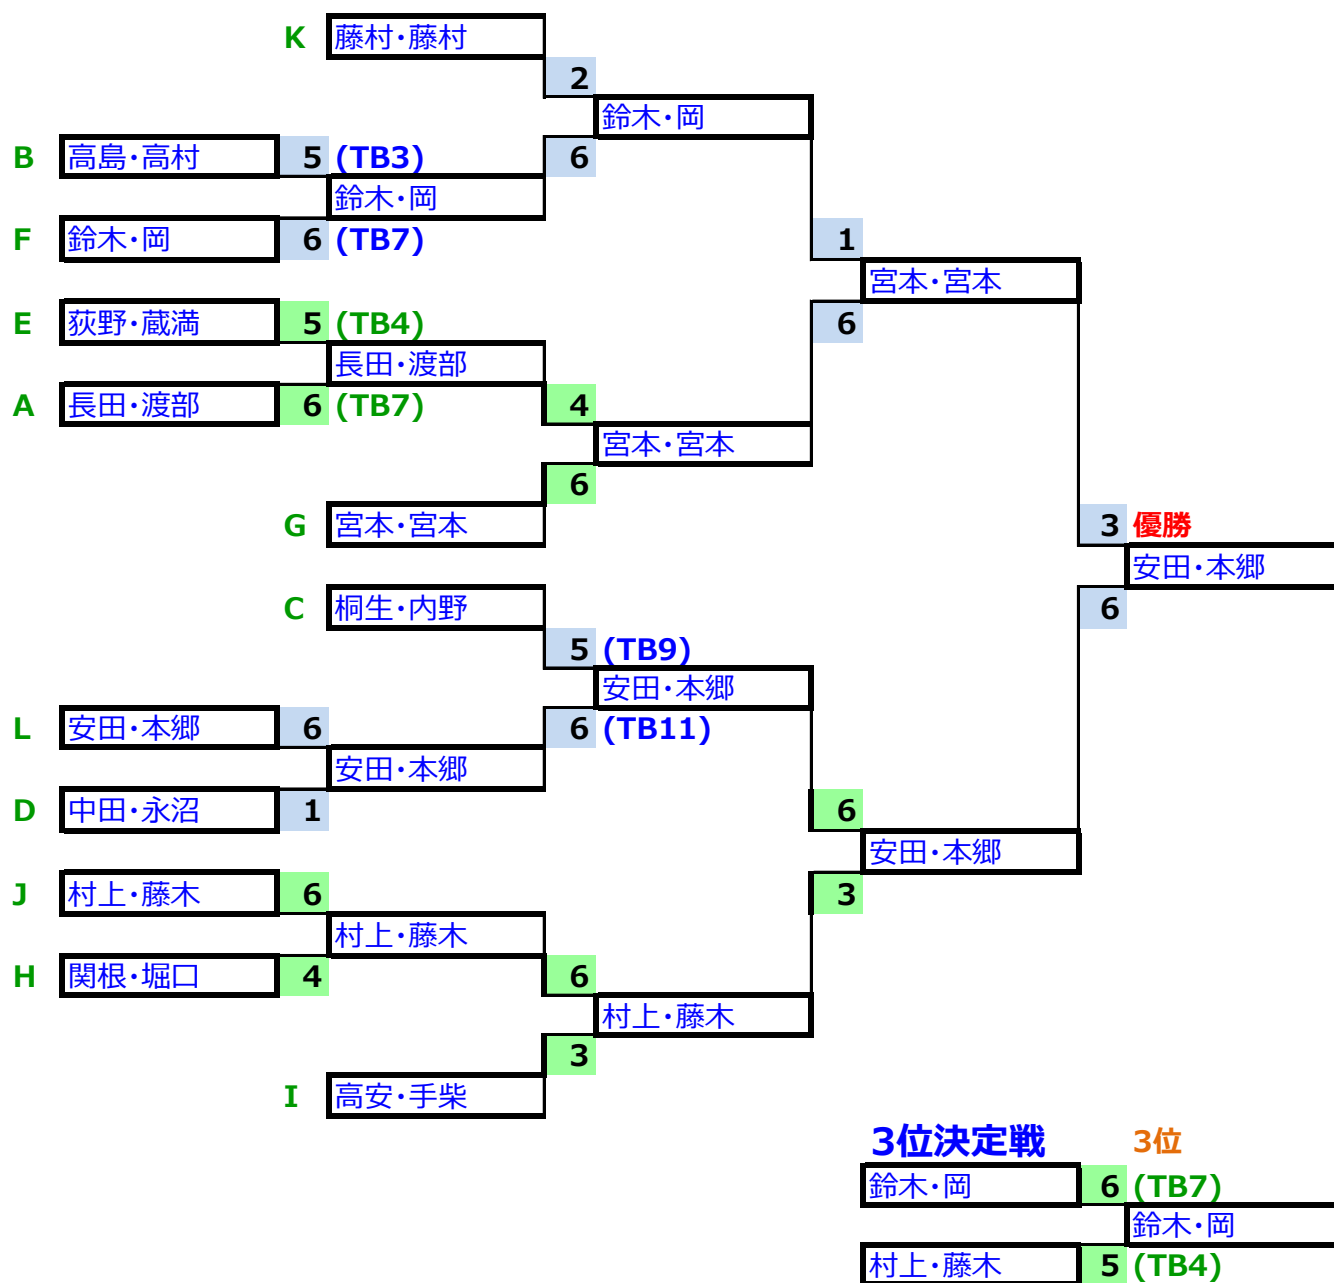 K 藤村・藤村
2
鈴木・岡
B 高島・高村 5 (TB3) 6
鈴木・岡
F 鈴木・岡 6 (TB7) 1
宮本・宮本
E 荻野・蔵満 5 (TB4) 6
長田・渡部
A 長田・渡部 6 (TB7) 4
宮本・宮本
6
G 宮本・宮本 3 優勝
安田・本郷
C 桐生・内野 6
5 (TB9)
安田・本郷
L 安田・本郷 6 6 (TB11)
安田・本郷
D 中田・永沼 1 6
安田・本郷
J 村上・藤木 6 3
村上・藤木
H 関根・堀口 4 6
村上・藤木
3
I 高安・手柴
3位決定戦 3位
鈴木・岡 6 (TB7)
鈴木・岡
村上・藤木 5 (TB4)